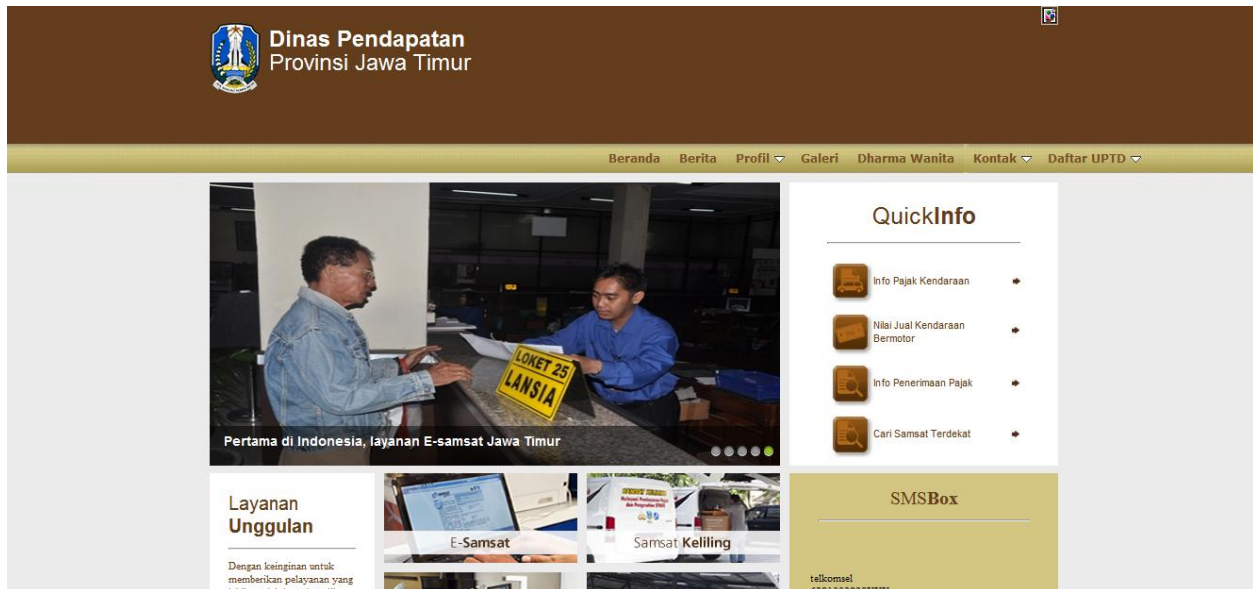 Dinas Pendapatan
Provinsi Jawa Timur
Beranda Berita Profil Galeri Dharma Wanita Kontak Daftar UPTD
LOKET 25
LANSIA
Pertama di Indonesia, layanan E-samsat Jawa Timur
QuickInfo
Info Pajak Kendaraan
Nilai Jual Kendaraan
Bermotor
Info Penerimaan Pajak
Cari Samsat Terdekat
Layanan
Unggulan
Dengan keinginan untuk
memberikan pelayanan yang
E-Samsat
SAMSAT KELILING
Samsat Keliling
SMSBox
telkomsel